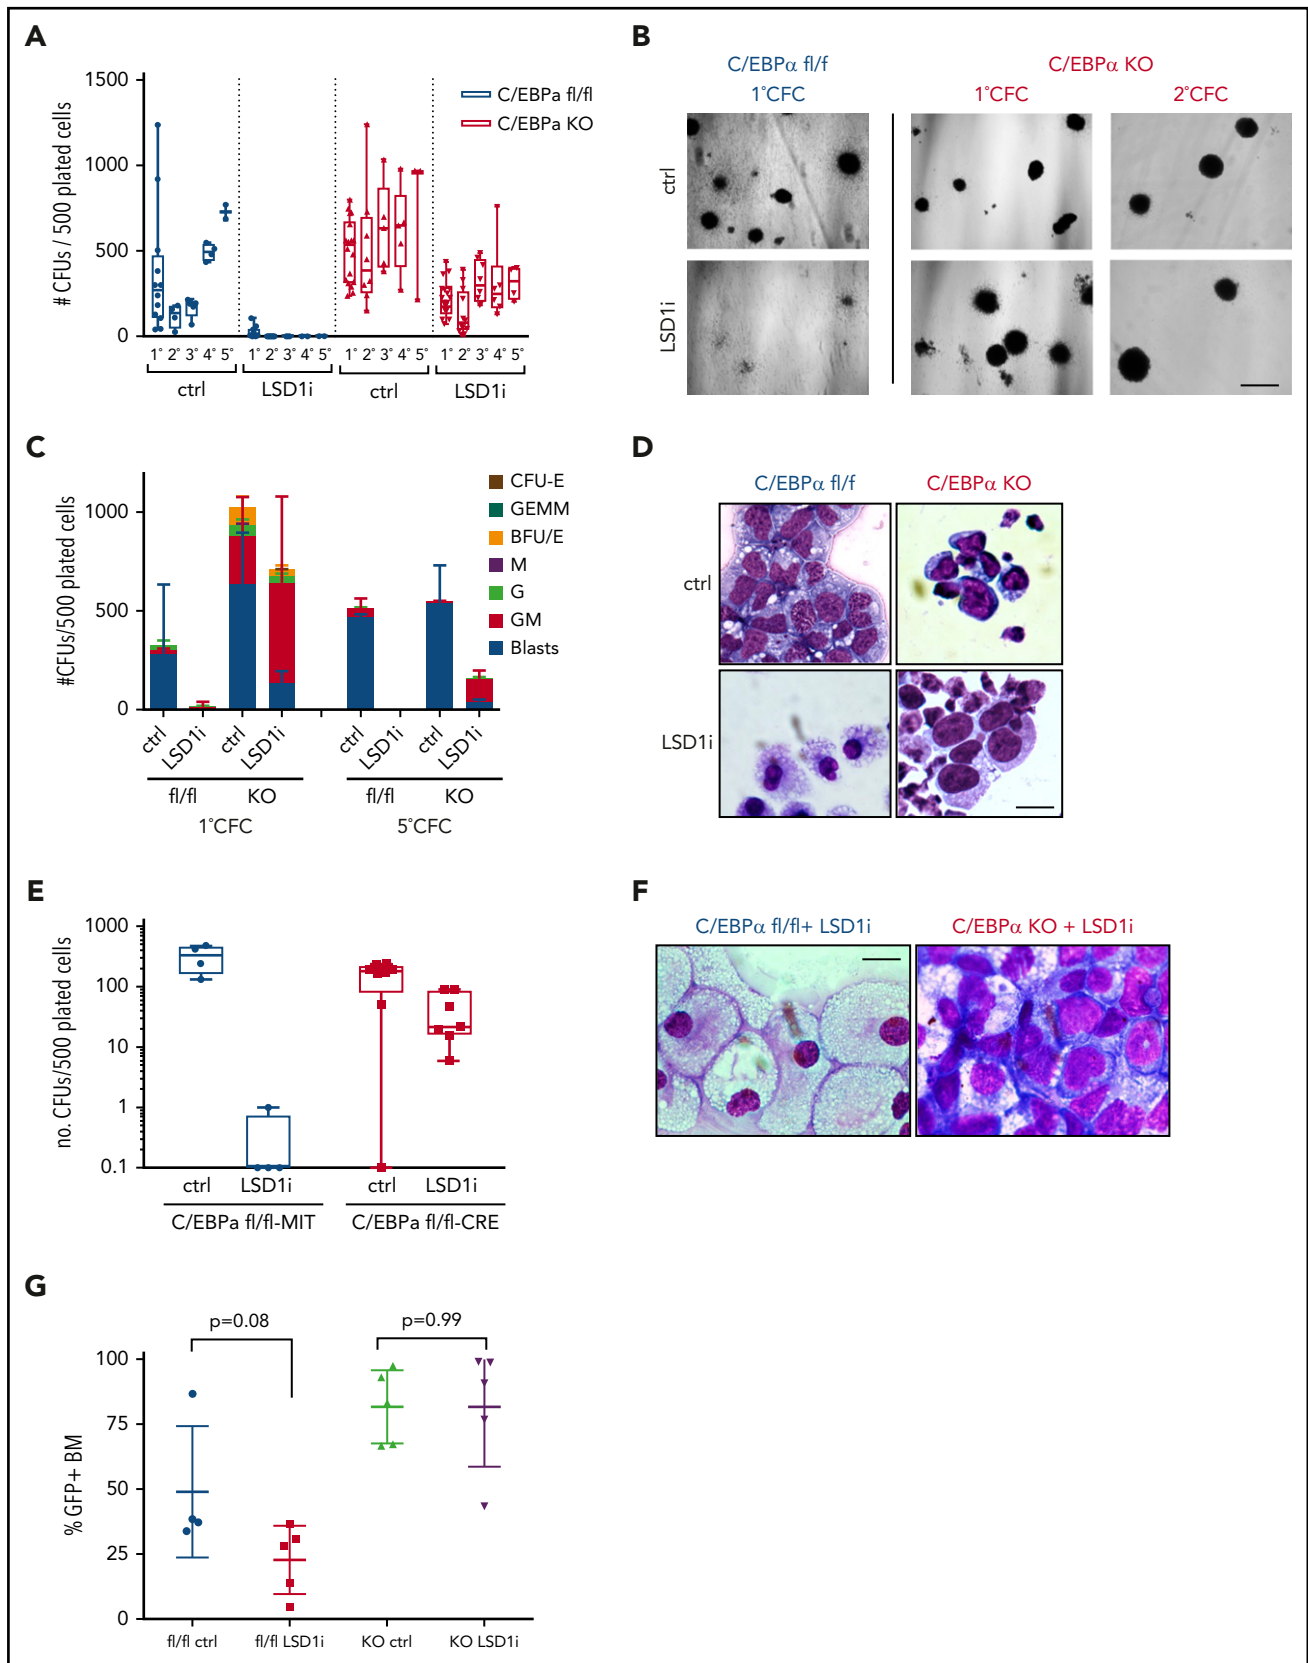 A
1500
1000
500
0
# CFUs / 500 plated cells
C/EBPa fl/fl
C/EBPa KO
1° 2° 3° 4° 5° 1° 2° 3° 4° 5° 1° 2° 3° 4° 5° 1° 2° 3° 4° 5°
ctrl LSD1i ctrl LSD1i
B
C/EBPα fl/f C/EBPα KO
1°CFC 1°CFC 2°CFC
ctrl
LSD1i
C
1000
500
0
#CFUs/500 plated cells
CFU-E
GEMM
BFU/E
M
G
GM
Blasts
ctrl LSD1i ctrl LSD1i ctrl LSD1i ctrl LSD1i
fl/fl KO fl/fl KO
1°CFC 5°CFC
D
C/EBPα fl/f C/EBPα KO
ctrl
LSD1i
E
1000
100
10
1
0.1
no. CFUs/500 plated cells
ctrl LSD1i ctrl LSD1i
C/EBPa fl/fl-MIT C/EBPa fl/fl-CRE
F
C/EBPα fl/fl+ LSD1i C/EBPα KO + LSD1i
G
p=0.08 p=0.99
100
75
50
25
0
% GFP+ BM
fl/fl ctrl fl/fl LSD1i KO ctrl KO LSD1i